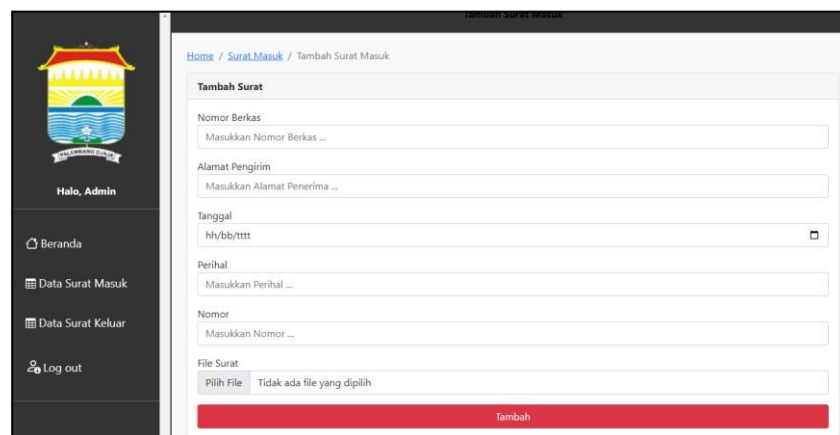 Tambah Surat Masuk
PALEMBANG DARUSSALAM
Halo, Admin
Beranda
Data Surat Masuk
Data Surat Keluar
Log out
Home / Surat Masuk / Tambah Surat Masuk
Tambah Surat
Nomor Berkas
Masukkan Nomor Berkas ...
Alamat Pengirim
Masukkan Alamat Penerima ...
Tanggal
hh/bb/tttt
Perihal
Masukkan Perihal ...
Nomor
Masukkan Nomor ...
File Surat
Pilih File Tidak ada file yang dipilih
Tambah